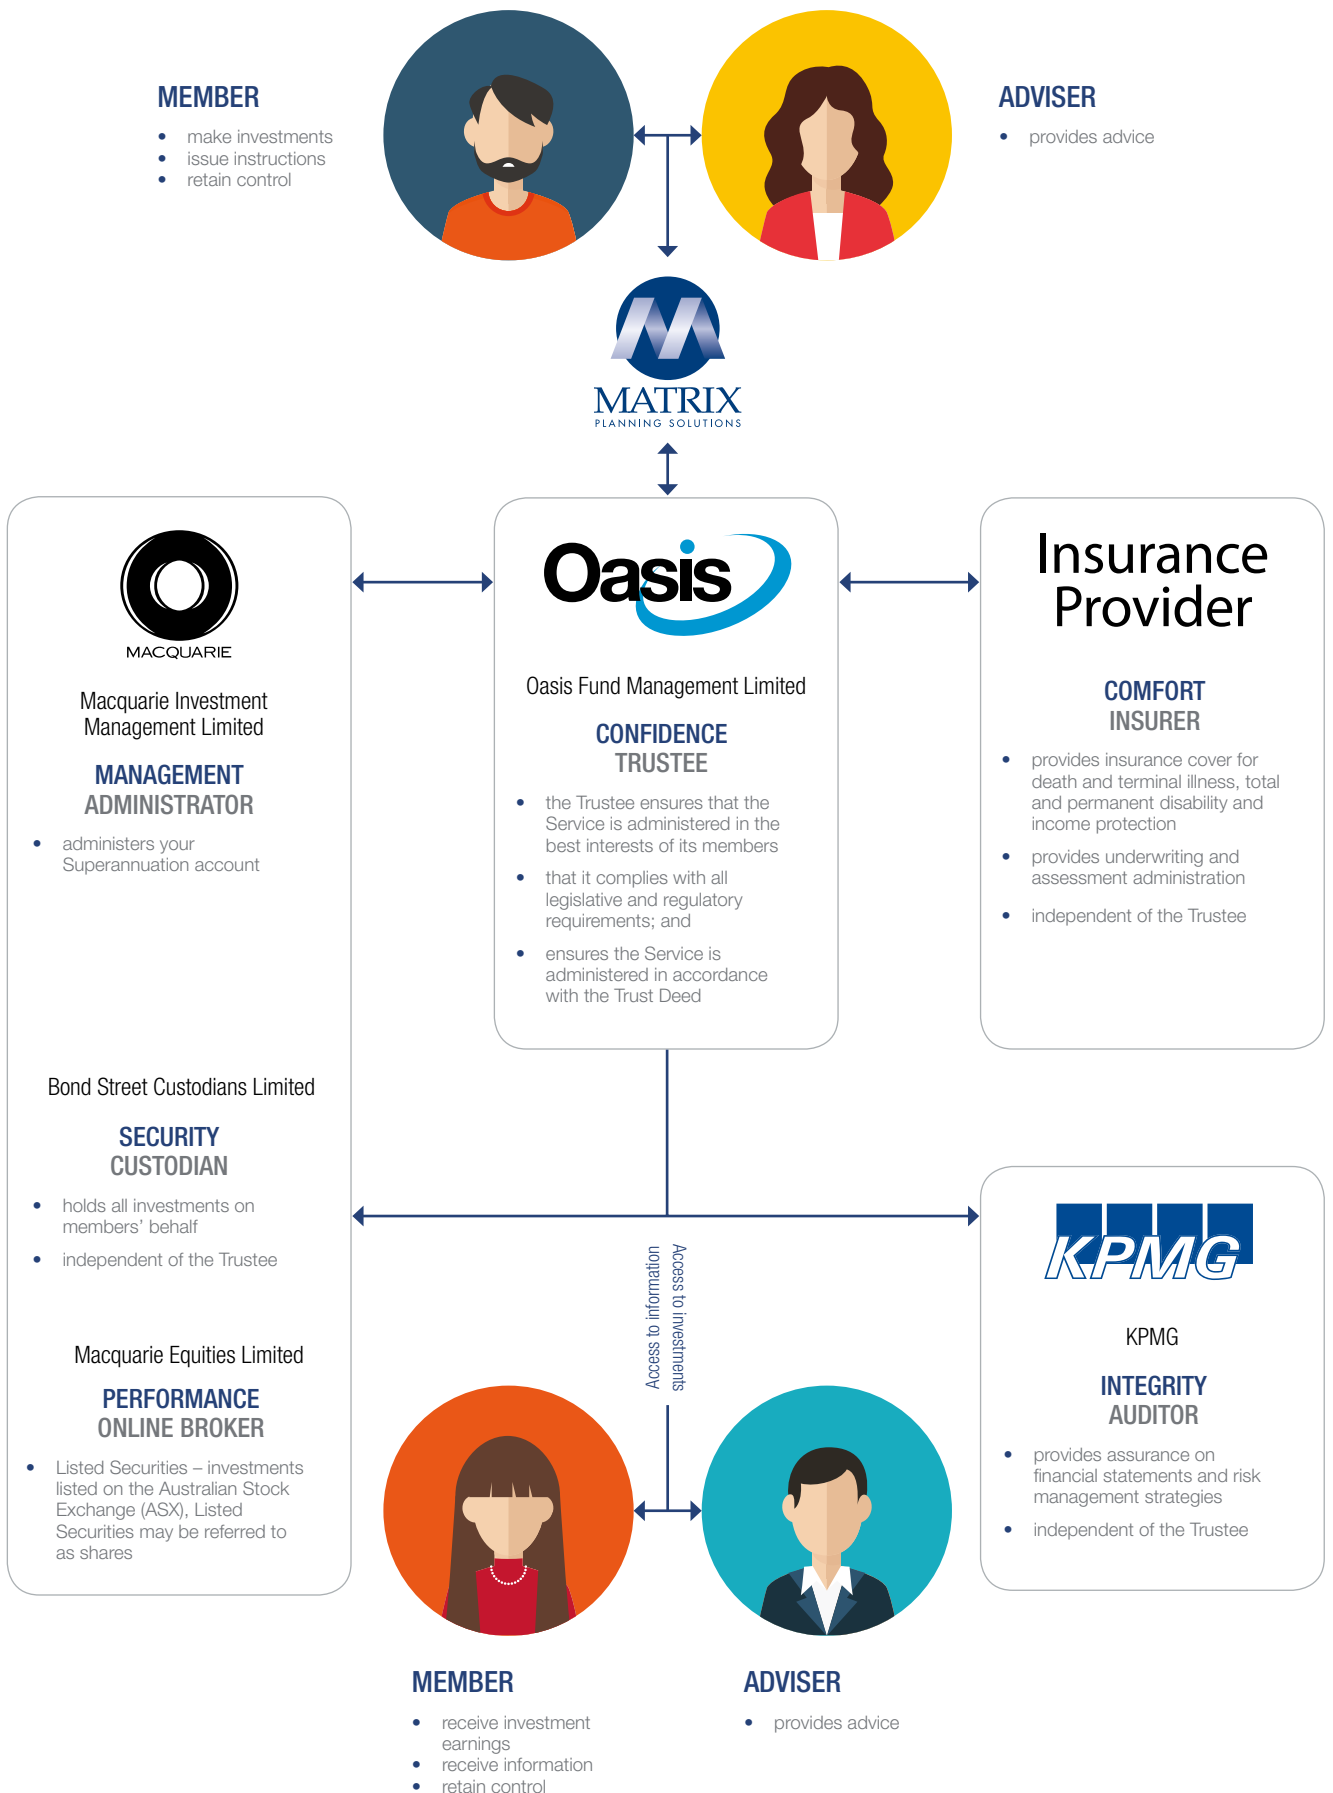 MEMBER
• make investments
• issue instructions
• retain control
ADVISER
• provides advice
MATRIX
PLANNING SOLUTIONS
MACQUARIE
Macquarie Investment
Management Limited
MANAGEMENT
ADMINISTRATOR
• administers your
Superannuation account
Bond Street Custodians Limited
SECURITY
CUSTODIAN
• holds all investments on
members’ behalf
• independent of the Trustee
Macquarie Equities Limited
PERFORMANCE
ONLINE BROKER
• Listed Securities – investments
listed on the Australian Stock
Exchange (ASX), Listed
Securities may be referred to
as shares
Oasis
Oasis Fund Management Limited
CONFIDENCE
TRUSTEE
• the Trustee ensures that the
Service is administered in the
best interests of its members
• that it complies with all
legislative and regulatory
requirements; and
• ensures the Service is
administered in accordance
with the Trust Deed
Insurance
Provider
COMFORT
INSURER
• provides insurance cover for
death and terminal illness, total
and permanent disability and
income protection
• provides underwriting and
assessment administration
• independent of the Trustee
Access to information
Access to investments
KPMG
KPMG
INTEGRITY
AUDITOR
• provides assurance on
financial statements and risk
management strategies
• independent of the Trustee
MEMBER
• receive investment
earnings
• receive information
• retain control
ADVISER
• provides advice